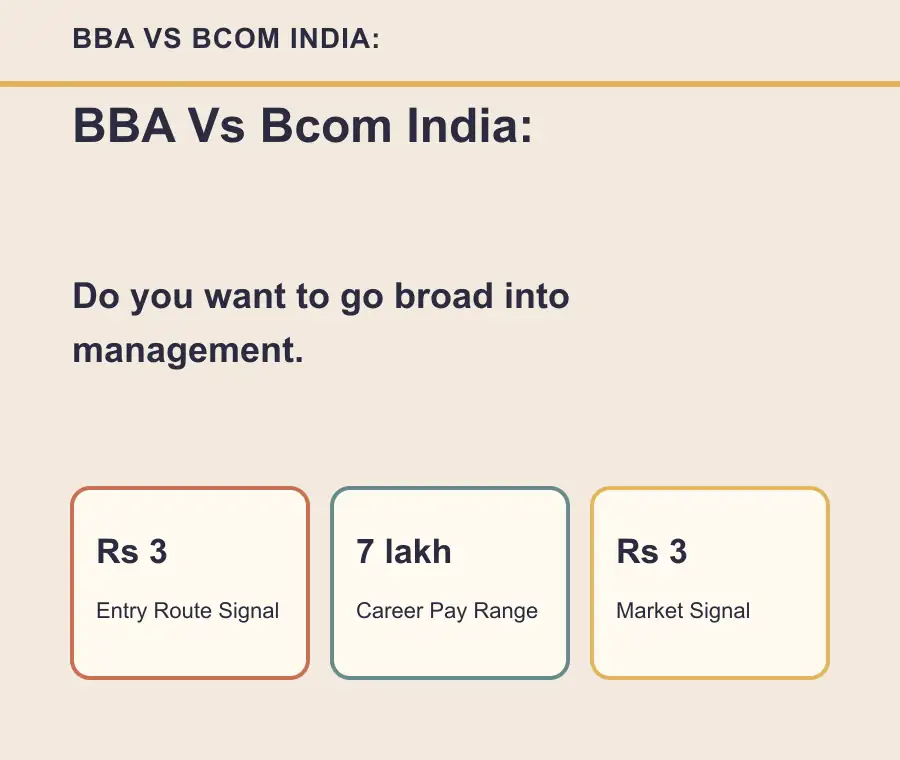 BBA VS BCOM INDIA:
BBA Vs Bcom India:
Do you want to go broad into
management.
Rs 3
Entry Route Signal
7 lakh
Career Pay Range
Rs 3
Market Signal